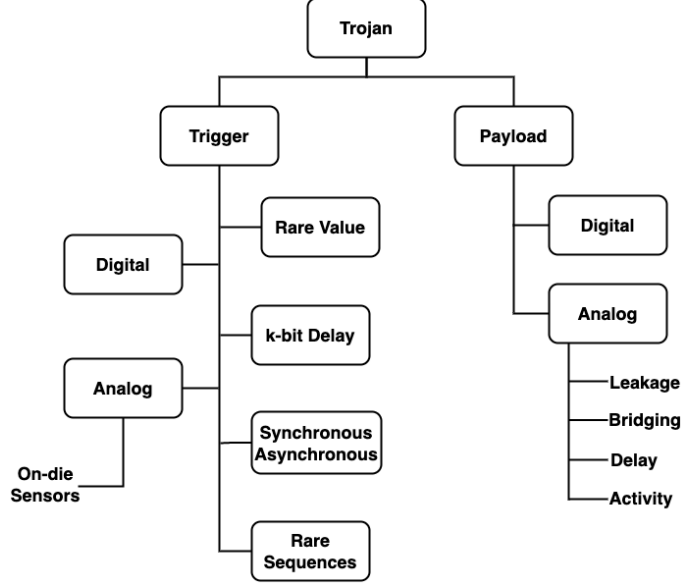 Trojan
Trigger
Payload
Rare Value
Digital
Digital
k-bit Delay
Analog
Analog
Leakage
Bridging
Synchronous
Asynchronous
Delay
On-die
Sensors
Activity
Rare
Sequences